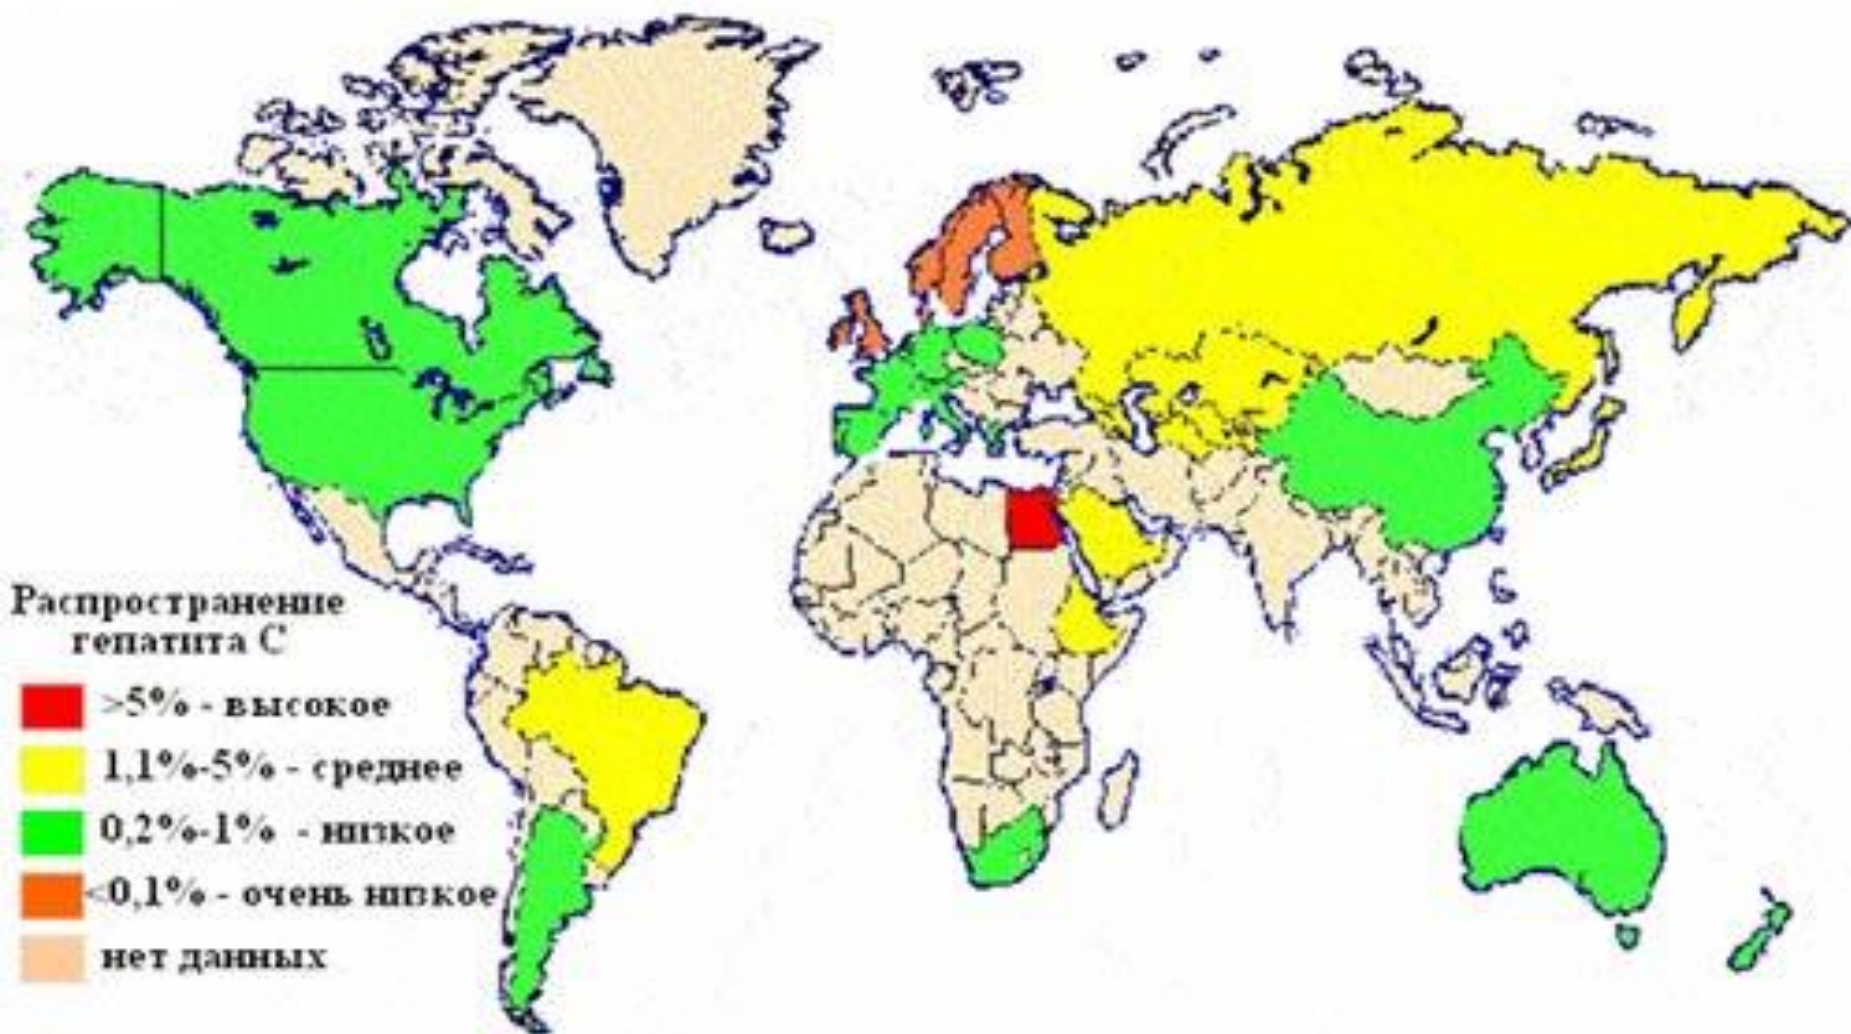 Распространение
гепатита С
>5% - высокое
1,1%-5% - среднее
0,2%-1% - низкое
<0,1% - очень низкое
нет данных